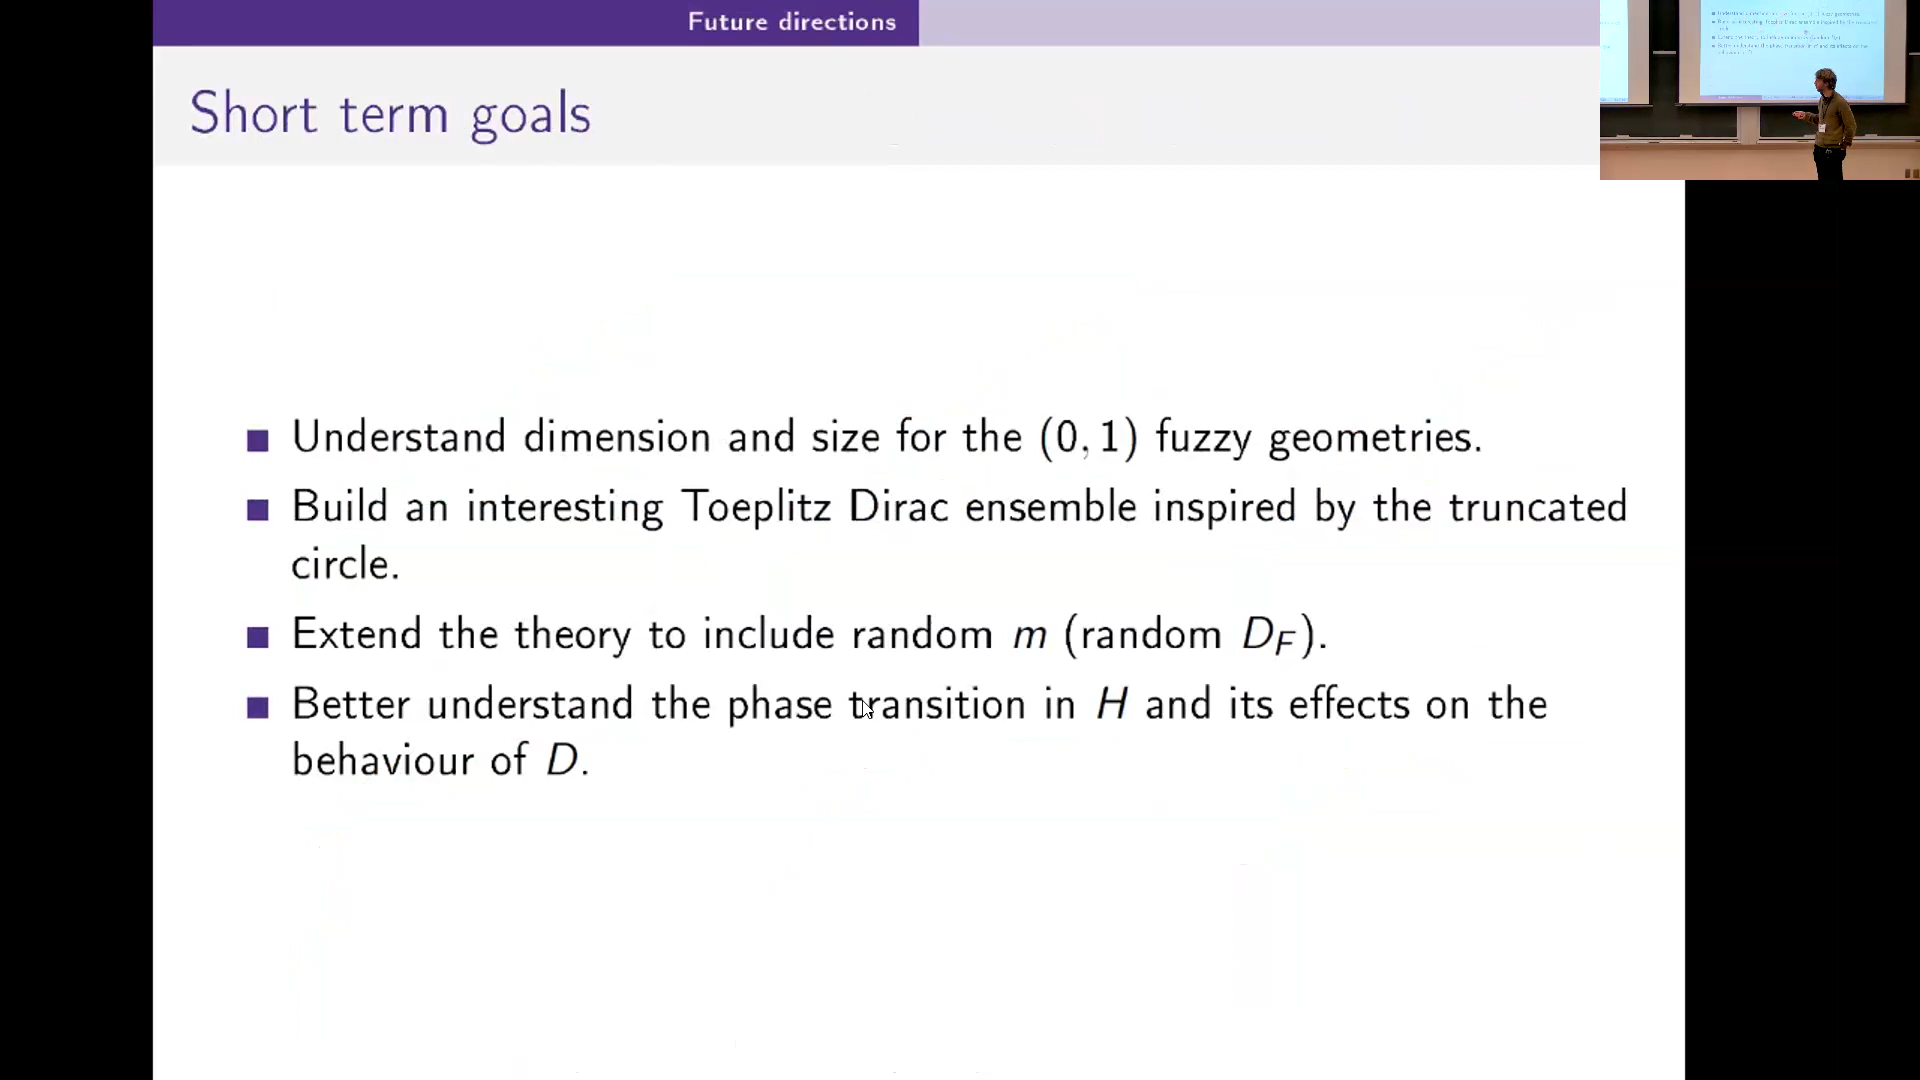 Future directions
Short term goals
Understand dimension and size for the (0, 1) fuzzy geometries.
Build an interesting Toeplitz Dirac ensemble inspired by the truncated
circle.
Extend the theory to include random m (random D_F).
Better understand the phase transition in H and its effects on the
behaviour of D.